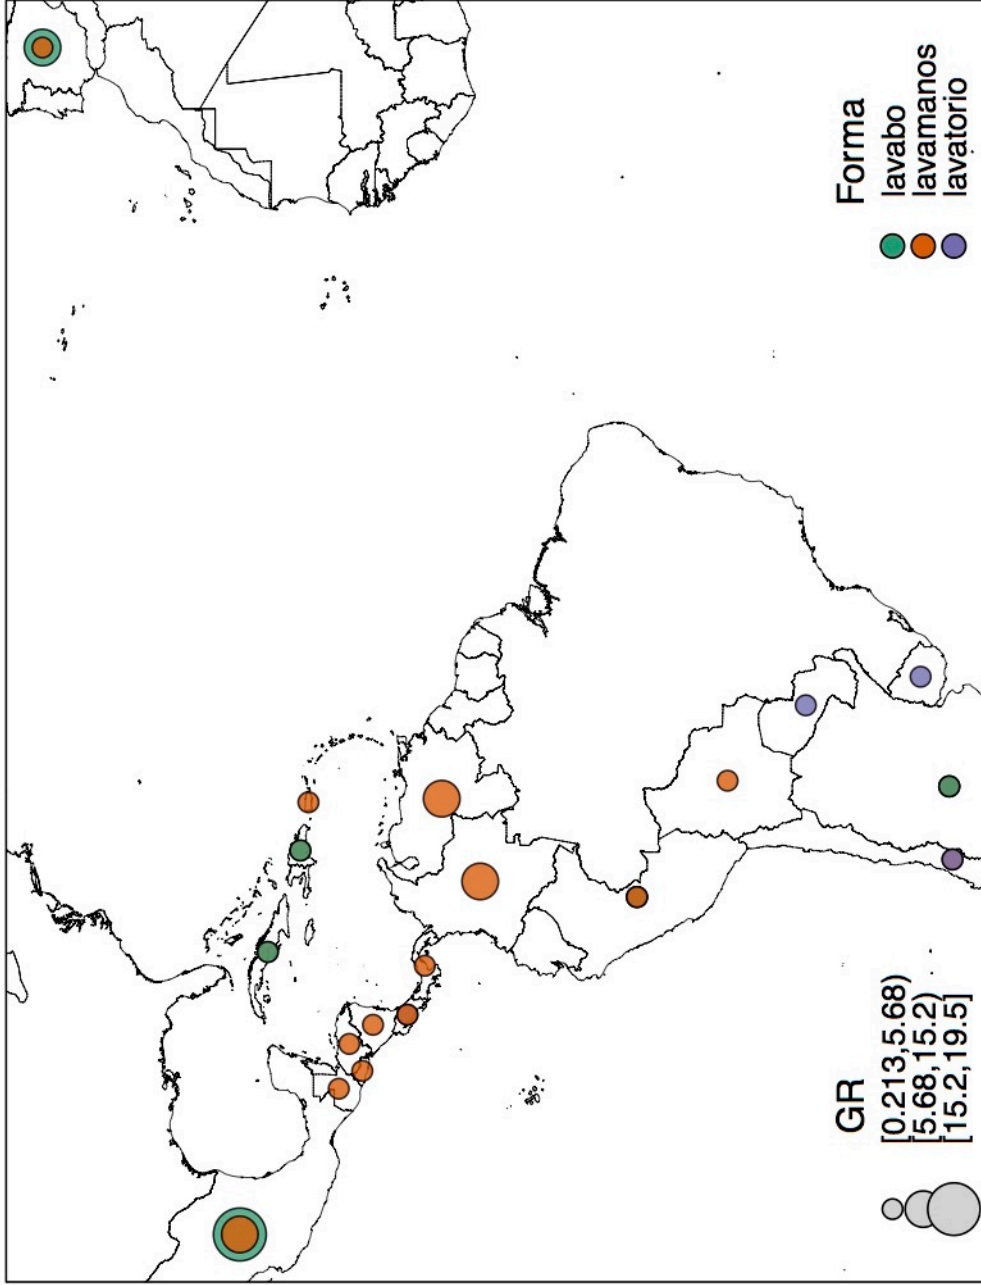 GR
[0.213,5.68)
[5.68,15.2)
[15.2,19.5]
Forma
lavabo
lavamanos
lavatorio